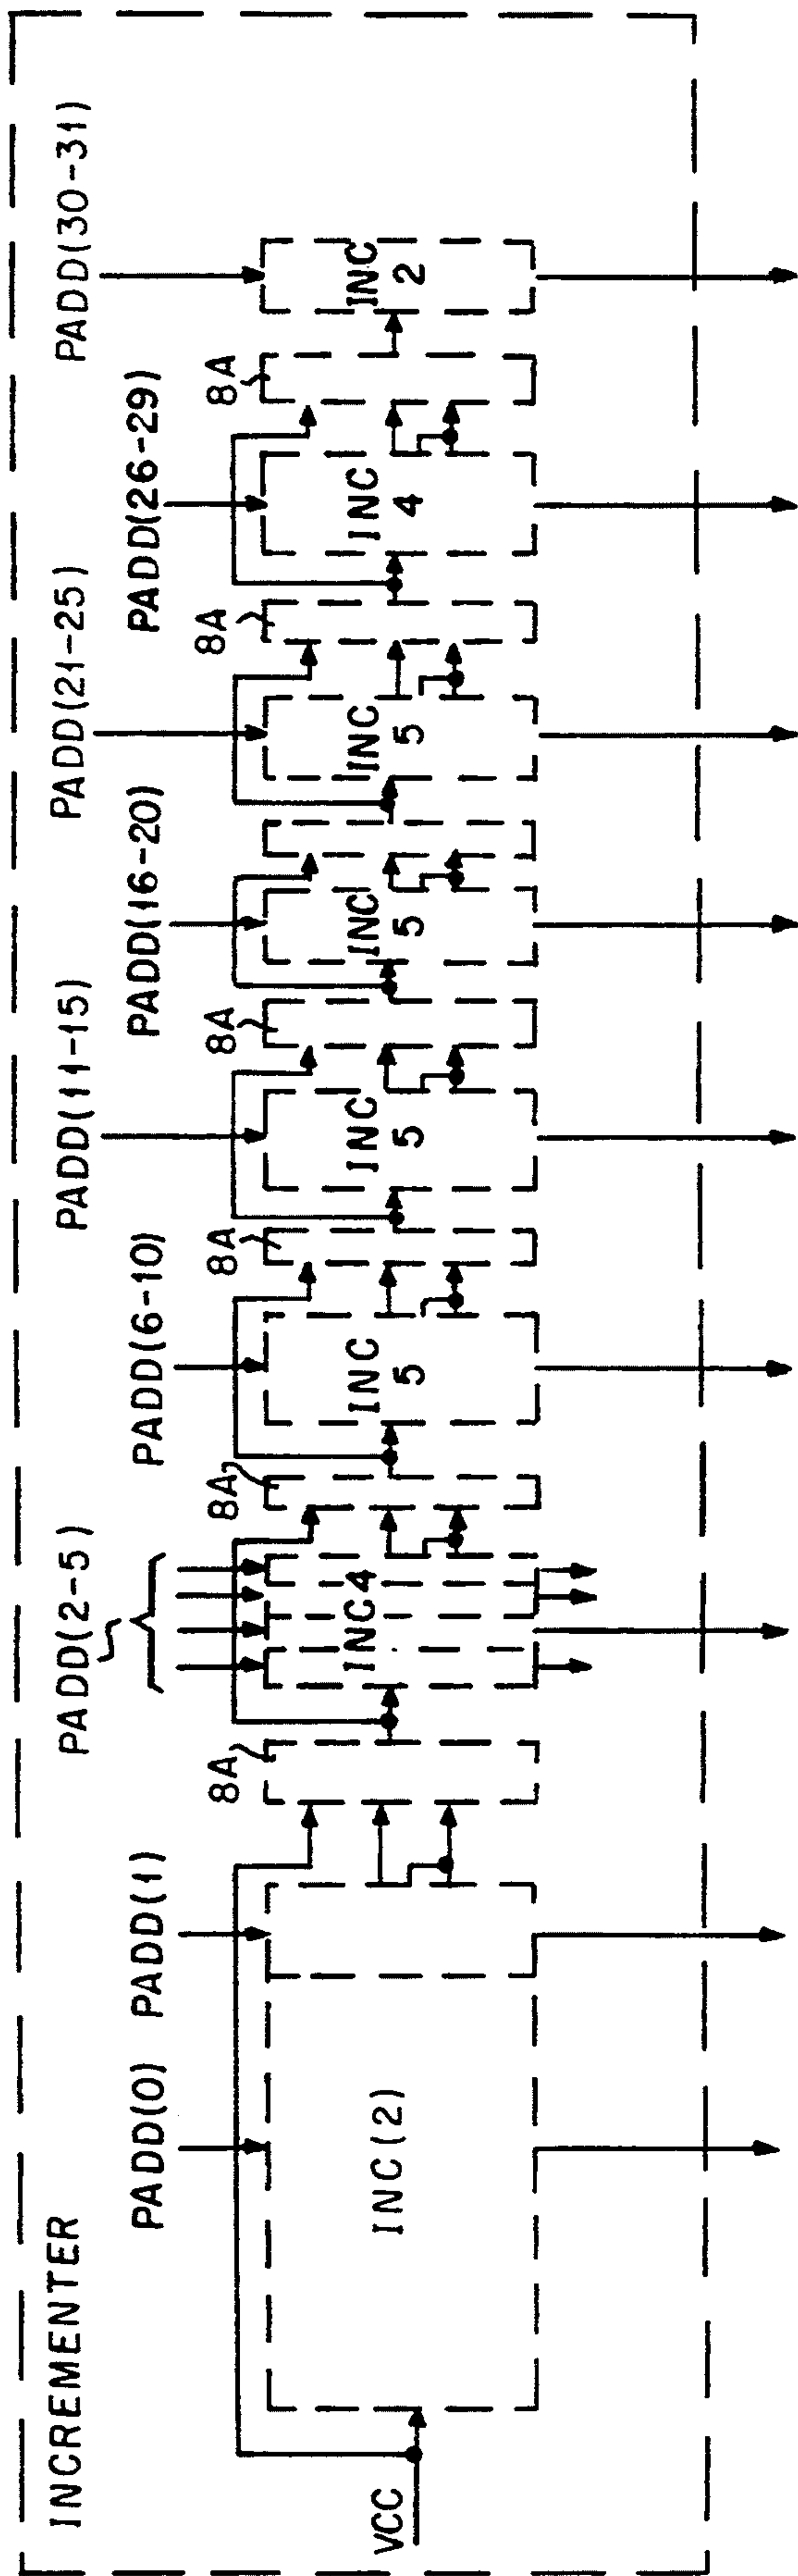 INCREMENTER
VCC
PADD(0)
INC(2)
PADD(1)
8A
PADD(2-5)
INC4
8A
PADD(6-10)
INC
5
8A
PADD(11-15)
INC
5
8A
PADD(16-20)
INC
5
PADD(21-25)
INC
5
8A
PADD(26-29)
INC
4
8A
PADD(30-31)
INC
2